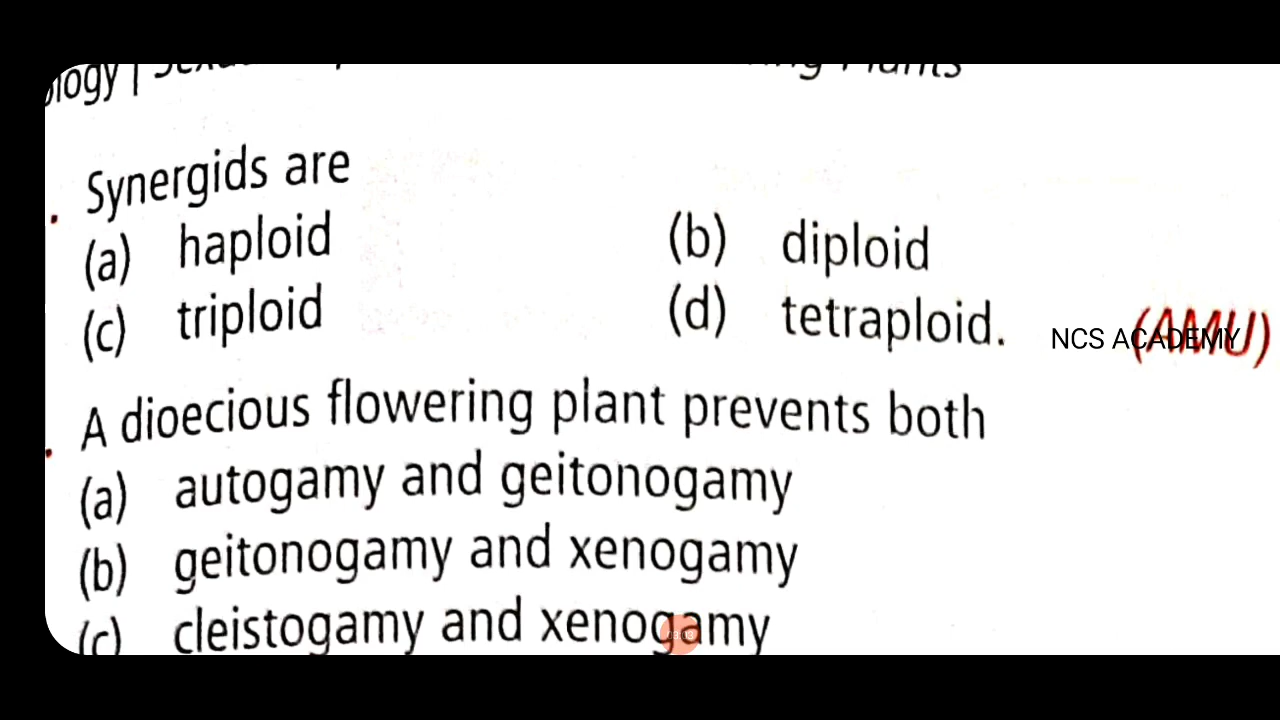 Synergids are
(a) haploid (b) diploid
(c) triploid (d) tetraploid. (AMU)
NCS ACADEMY
A dioecious flowering plant prevents both
(a) autogamy and geitonogamy
(b) geitonogamy and xenogamy
(c) cleistogamy and xenogamy